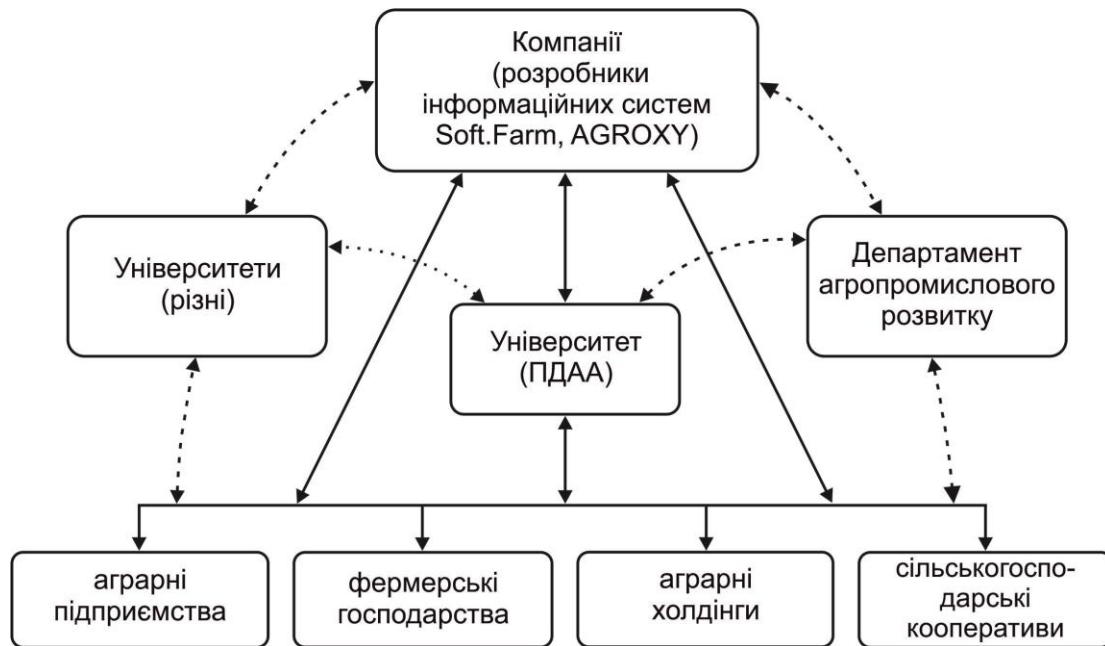 Компанії
(розробники
інформаційних систем
Soft.Farm, AGROXY)
Університети
(різні)
Університет
(ПДАА)
Департамент
агропромислового
розвитку
аграрні
підприємства
фермерські
господарства
аграрні
холдінги
сільськогоспо-
дарські
кооперативи